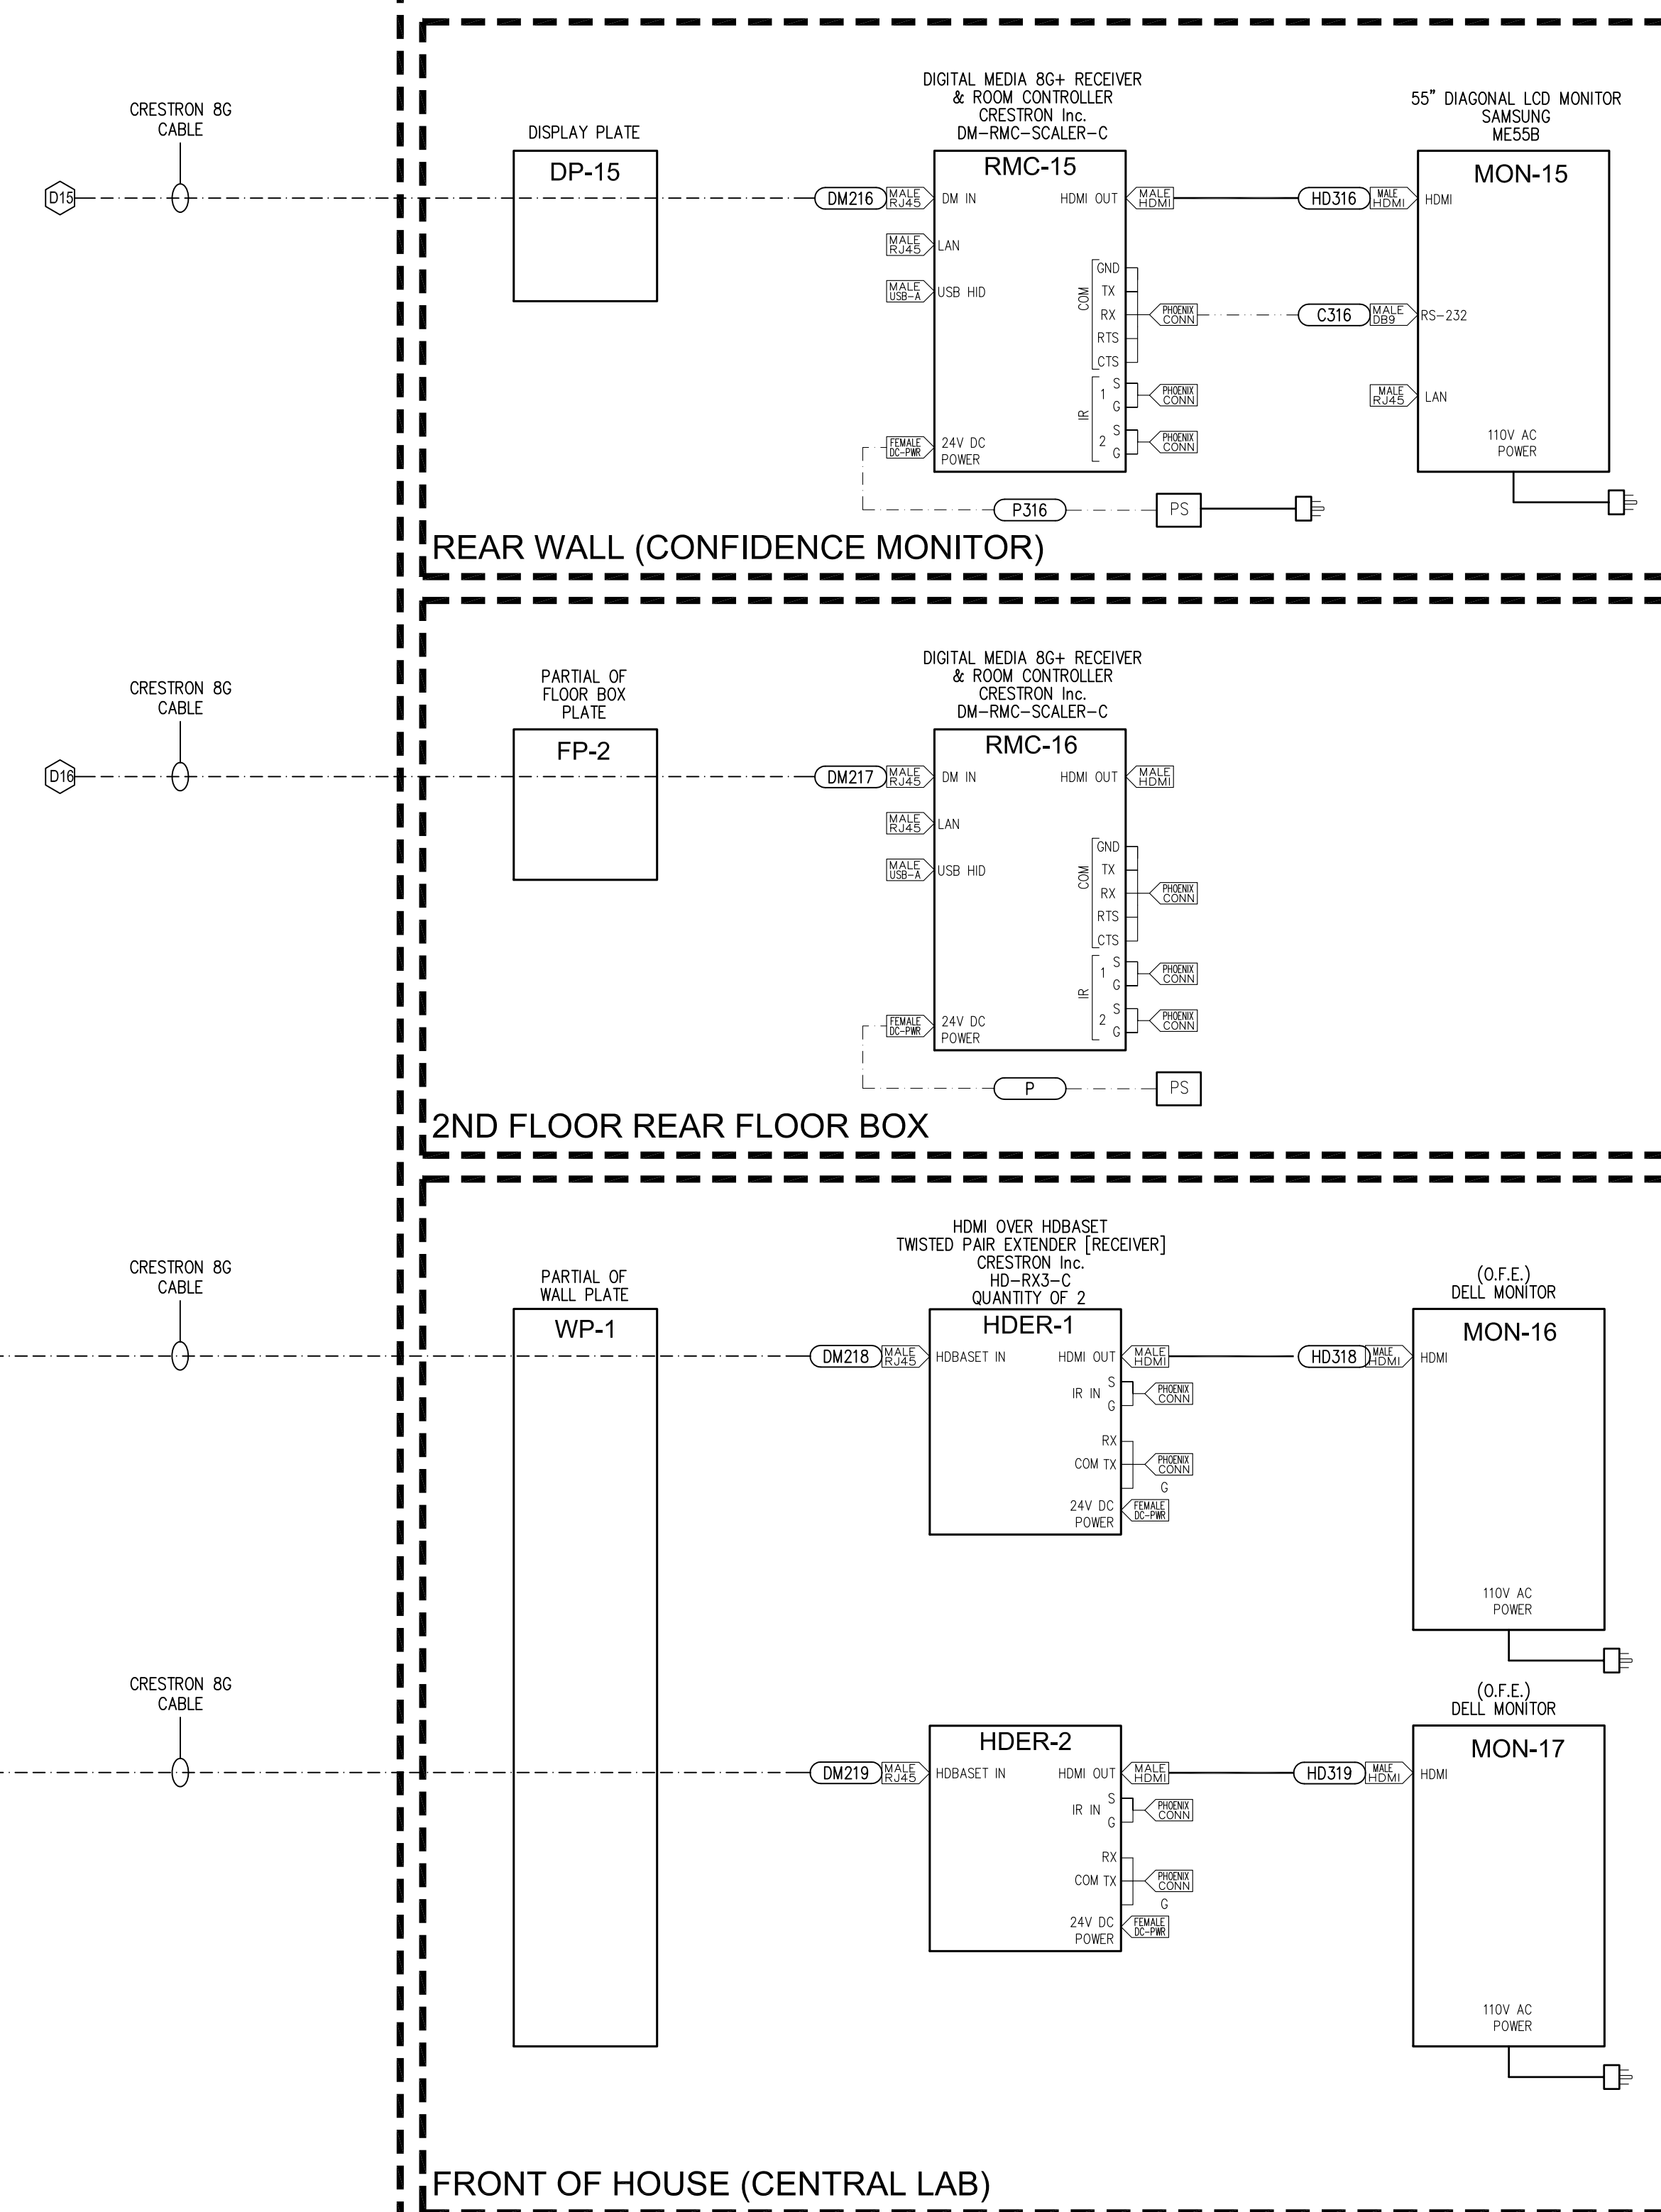 CRESTRON 8G
CABLE
D15
DISPLAY PLATE
DP-15
DIGITAL MEDIA 8G+ RECEIVER
& ROOM CONTROLLER
CRESTRON Inc.
DM-RMC-SCALER-C
RMC-15
DM216
MALE
RJ45
DM IN
MALE
RJ45
LAN
MALE
USB-A
USB HID
FEMALE
DC-PWR
24V DC
POWER
HDMI OUT
MALE
HDMI
COM
GND
TX
RX
RTS
CTS
PHOENIX
CONN
IR
1
S
G
PHOENIX
CONN
2
S
G
PHOENIX
CONN
P316
PS
55" DIAGONAL LCD MONITOR
SAMSUNG
ME55B
MON-15
HD316
MALE
HDMI
HDMI
C316
MALE
DB9
RS-232
MALE
RJ45
LAN
110V AC
POWER
REAR WALL (CONFIDENCE MONITOR)
CRESTRON 8G
CABLE
D16
PARTIAL OF
FLOOR BOX
PLATE
FP-2
DIGITAL MEDIA 8G+ RECEIVER
& ROOM CONTROLLER
CRESTRON Inc.
DM-RMC-SCALER-C
RMC-16
DM217
MALE
RJ45
DM IN
MALE
RJ45
LAN
MALE
USB-A
USB HID
FEMALE
DC-PWR
24V DC
POWER
HDMI OUT
MALE
HDMI
COM
GND
TX
RX
RTS
CTS
PHOENIX
CONN
IR
1
S
G
PHOENIX
CONN
2
S
G
PHOENIX
CONN
P
PS
2ND FLOOR REAR FLOOR BOX
CRESTRON 8G
CABLE
PARTIAL OF
WALL PLATE
WP-1
HDMI OVER HDBASET
TWISTED PAIR EXTENDER [RECEIVER]
CRESTRON Inc.
HD-RX3-C
QUANTITY OF 2
HDER-1
DM218
MALE
RJ45
HDBASET IN
HDMI OUT
MALE
HDMI
IR IN
S
G
PHOENIX
CONN
RX
COM TX
G
PHOENIX
CONN
24V DC
POWER
FEMALE
DC-PWR
(O.F.E.)
DELL MONITOR
MON-16
HD318
MALE
HDMI
HDMI
110V AC
POWER
CRESTRON 8G
CABLE
HDER-2
DM219
MALE
RJ45
HDBASET IN
HDMI OUT
MALE
HDMI
IR IN
S
G
PHOENIX
CONN
RX
COM TX
G
PHOENIX
CONN
24V DC
POWER
FEMALE
DC-PWR
(O.F.E.)
DELL MONITOR
MON-17
HD319
MALE
HDMI
HDMI
110V AC
POWER
FRONT OF HOUSE (CENTRAL LAB)